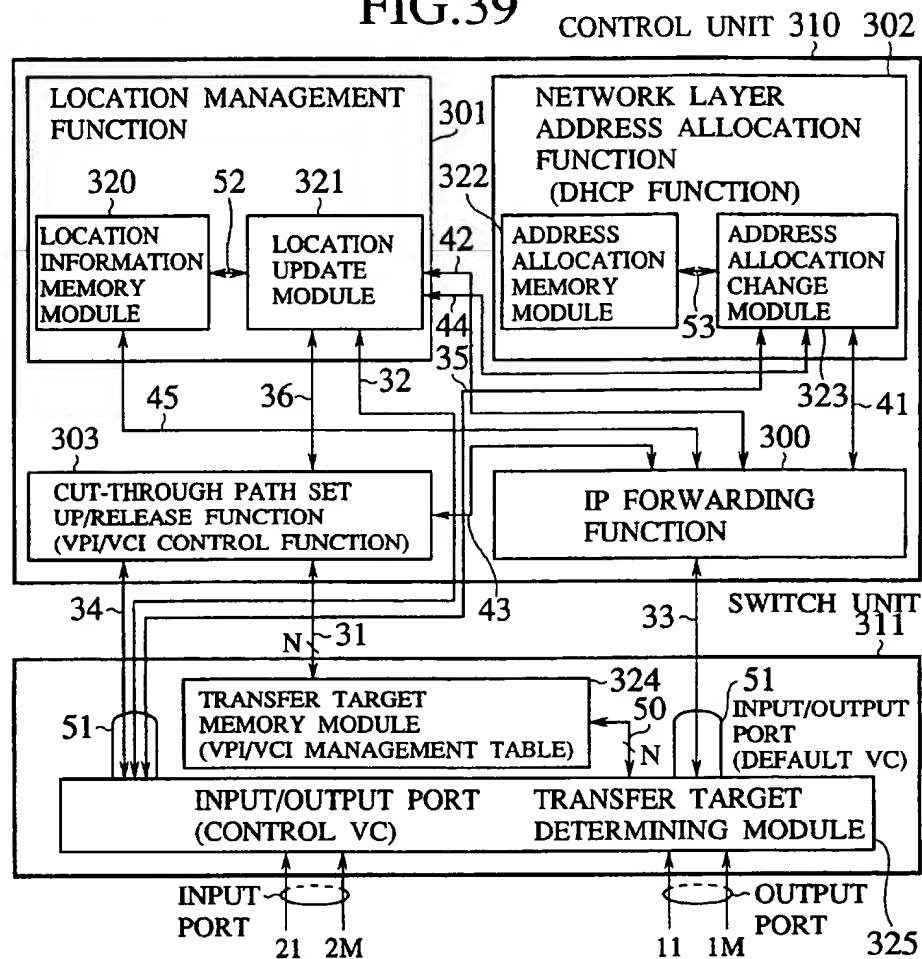 FIG.39
CONTROL UNIT 310 302
LOCATION MANAGEMENT
FUNCTION
301
NETWORK LAYER
ADDRESS ALLOCATION
FUNCTION
(DHCP FUNCTION)
320 52 321
322
LOCATION
INFORMATION
MEMORY
MODULE
LOCATION
UPDATE
MODULE
42
44
ADDRESS
ALLOCATION
MEMORY
MODULE
53
ADDRESS
ALLOCATION
CHANGE
MODULE
45 36 32 35
323 41
303
300
CUT-THROUGH PATH SET
UP/RELEASE FUNCTION
(VPI/VCI CONTROL FUNCTION)
IP FORWARDING
FUNCTION
34 N 31 43 33
SWITCH UNIT
311
51
TRANSFER TARGET
MEMORY MODULE
(VPI/VCI MANAGEMENT TABLE)
324
50
N
51
INPUT/OUTPUT
PORT
(DEFAULT VC)
INPUT/OUTPUT PORT
(CONTROL VC)
TRANSFER TARGET
DETERMINING MODULE
INPUT
PORT
OUTPUT
PORT
21 2M 11 1M 325